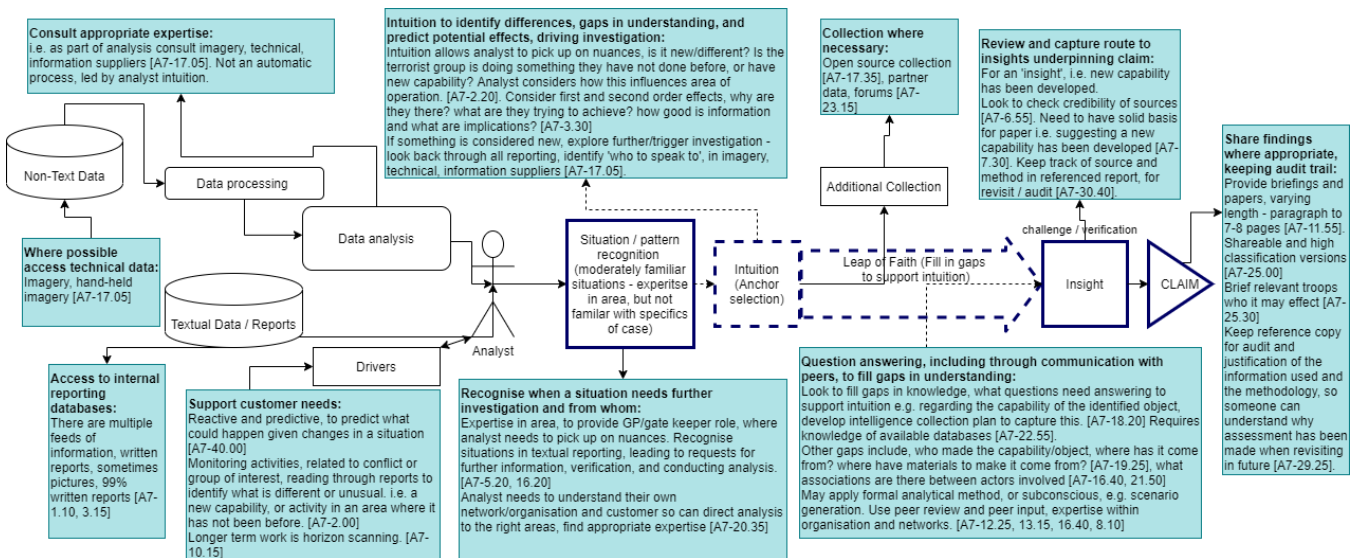 Consult appropriate expertise:
i.e. as part of analysis consult imagery, technical,
information suppliers [A7-17.05]. Not an automatic
process, led by analyst intuition.
Intuition to identify differences, gaps in understanding, and
predict potential effects, driving investigation:
Intuition allows analyst to pick up on nuances, is it new/different? Is the
terrorist group is doing something they have not done before, or have
new capability? Analyst considers how this influences area of
operation. [A7-2.20]. Consider first and second order effects, why are
they there? what are they trying to achieve? how good is information
and what are implications? [A7-3.30]
If something is considered new, explore further/trigger investigation -
look back through all reporting, identify 'who to speak to', in imagery,
technical, information suppliers [A7-17.05].
Collection where
necessary:
Open source collection
[A7-17.35], partner
data, forums [A7-
23.15]
Review and capture route to
insights underpinning claim:
For an 'insight', i.e. new capability
has been developed.
Look to check credibility of sources
[A7-6.55]. Need to have solid basis
for paper i.e. suggesting a new
capability has been developed [A7-
7.30]. Keep track of source and
method in referenced report, for
revisit / audit [A7-30.40].
Share findings
where appropriate,
keeping audit trail:
Provide briefings and
papers, varying
length - paragraph to
7-8 pages [A7-11.55].
Shareable and high
classification versions
[A7-25.00]
Brief relevant troops
who it may effect [A7-
25.30]
Keep reference copy
for audit and
justification of the
information used and
the methodology, so
someone can
understand why
assessment has been
made when revisiting
in future [A7-29.25].
Non-Text Data
Data processing
Data analysis
Where possible
access technical data:
Imagery, hand-held
imagery [A7-17.05]
Textual Data / Reports
Analyst
Drivers
Situation / pattern
recognition
(moderately familiar
situations - experitse
in area, but not
familar with specifics
of case)
Intuition
(Anchor
selection)
Additional Collection
Leap of Faith (Fill in gaps
to support intuition)
challenge / verification
Insight
CLAIM
Access to internal
reporting
databases:
There are multiple
feeds of
information, written
reports, sometimes
pictures, 99%
written reports [A7-
1.10, 3.15]
Support customer needs:
Reactive and predictive, to predict what
could happen given changes in a situation
[A7-40.00]
Monitoring activities, related to conflict or
group of interest, reading through reports to
identify what is different or unusual. i.e. a
new capability, or activity in an area where it
has not been before. [A7-2.00]
Longer term work is horizon scanning. [A7-
10.15]
Recognise when a situation needs further
investigation and from whom:
Expertise in area, to provide GP/gate keeper role, where
analyst needs to pick up on nuances. Recognise
situations in textual reporting, leading to requests for
further information, verification, and conducting analysis.
[A7-5.20, 16.20]
Analyst needs to understand their own
network/organisation and customer so can direct analysis
to the right areas, find appropriate expertise [A7-20.35]
Question answering, including through communication with
peers, to fill gaps in understanding:
Look to fill gaps in knowledge, what questions need answering to
support intuition e.g. regarding the capability of the identified object,
develop intelligence collection plan to capture this. [A7-18.20] Requires
knowledge of available databases [A7-22.55].
Other gaps include, who made the capability/object, where has it come
from? where have materials to make it come from? [A7-19.25], what
associations are there between actors involved [A7-16.40, 21.50]
May apply formal analytical method, or subconscious, e.g. scenario
generation. Use peer review and peer input, expertise within
organisation and networks. [A7-12.25, 13.15, 16.40, 8.10]